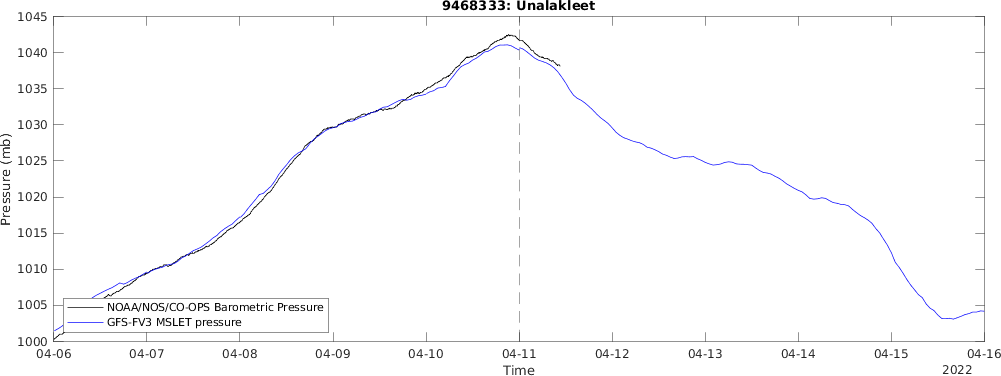 9468333: Unalakleet
1045
1040
1035
1030
1025
1020
1015
1010
1005
1000
Pressure (mb)
NOAA/NOS/CO-OPS Barometric Pressure
GFS-FV3 MSLET pressure
04-06 04-07 04-08 04-09 04-10 04-11 04-12 04-13 04-14 04-15 04-16
Time
2022